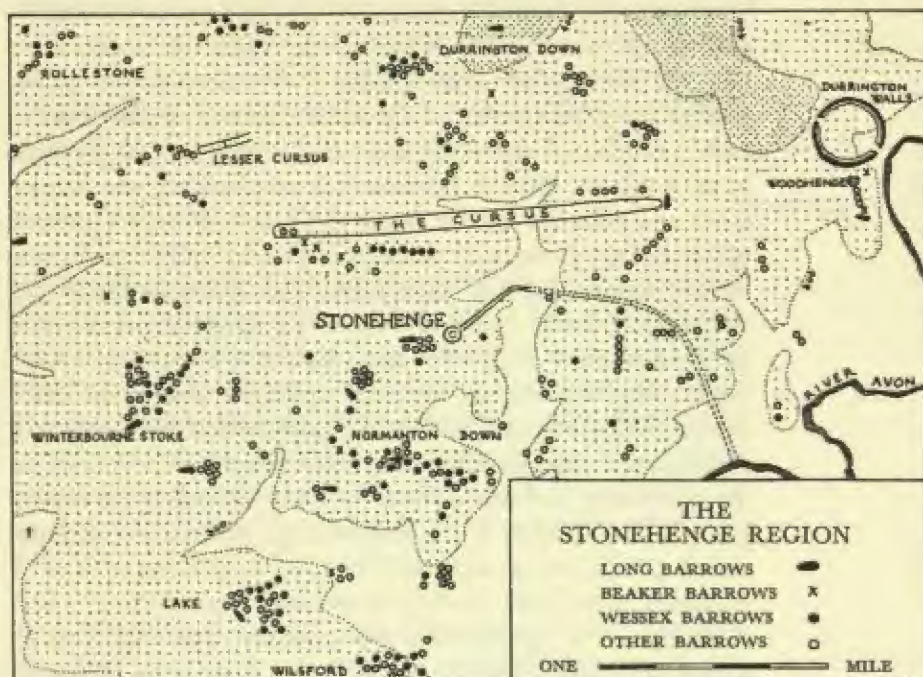 ROLLESTONE
DURRINGTON DOWN
DURRINGTON
WALLS
LESSER CURSUS
WOODHENGE
THE CURSUS
STONEHENGE
RIVER AVON
WINTERBOURNE STOKE
NORMANTON DOWN
LAKE
WILSFORD
THE
STONEHENGE REGION
LONG BARROWS
BEAKER BARROWS x
WESSEX BARROWS
OTHER BARROWS
ONE MILE